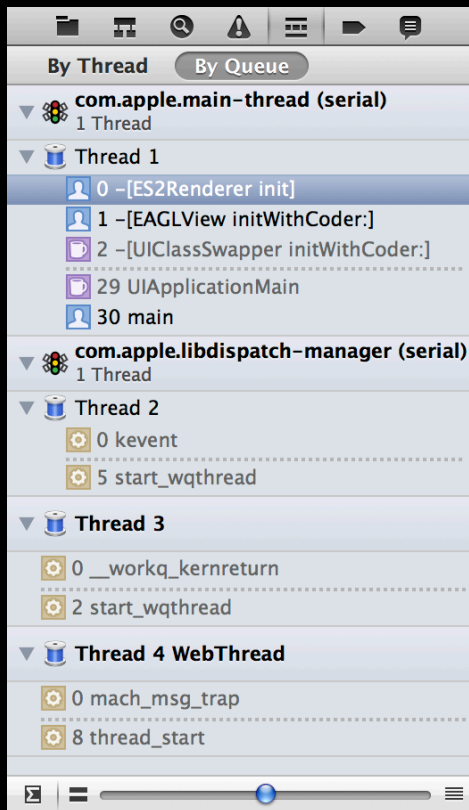 By Thread By Queue
com.apple.main-thread (serial)
1 Thread
Thread 1
0 -[ES2Renderer init]
1 -[EAGLView initWithCoder:]
2 -[UIClassSwapper initWithCoder:]
29 UIApplicationMain
30 main
com.apple.libdispatch-manager (serial)
1 Thread
Thread 2
0 kevent
5 start_wqthread
Thread 3
0 __workq_kernreturn
2 start_wqthread
Thread 4 WebThread
0 mach_msg_trap
8 thread_start